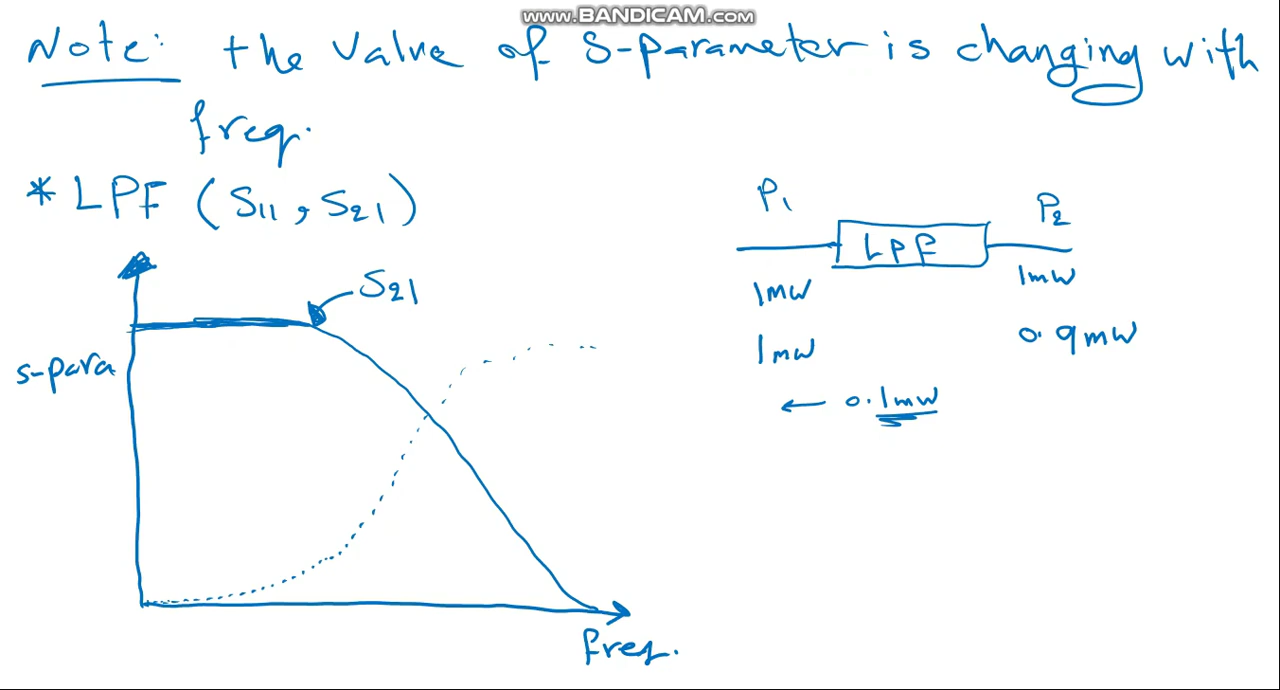 www.BANDICAM.com
Note: the value of S-parameter is changing with
freq.
* LPF (S11, S21)
P1
P2
LPF
1mW
1mW
S21
1mW
0.9mW
s-para
← 0.1mW
freq.